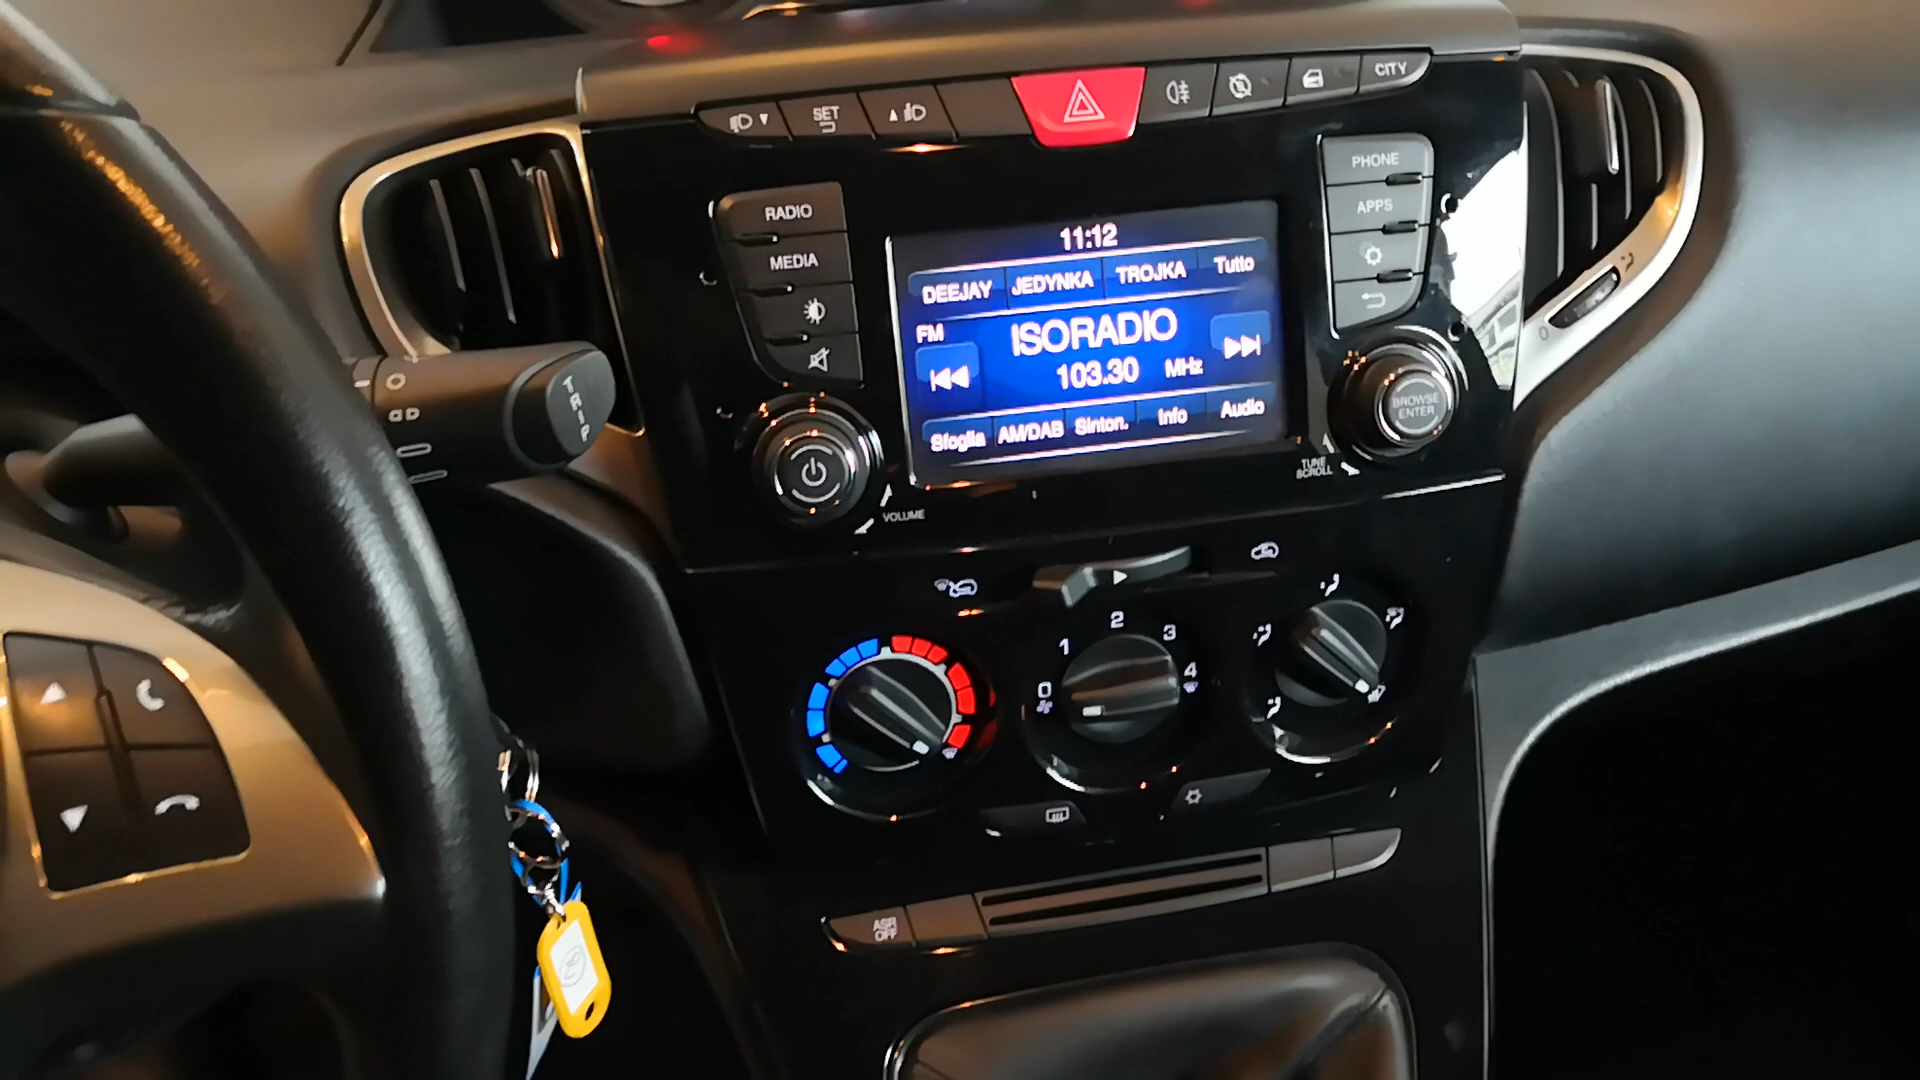 SET
CITY
RADIO
MEDIA
PHONE
APPS
11:12
DEEJAY JEDYNKA TROJKA Tutto
FM
ISORADIO
103.30 MHz
Sfoglia AM/DAB Sinton. Info Audio
BROWSE
ENTER
TUNE
SCROLL
VOLUME
TRIP
0 1 2 3 4
ASR
OFF